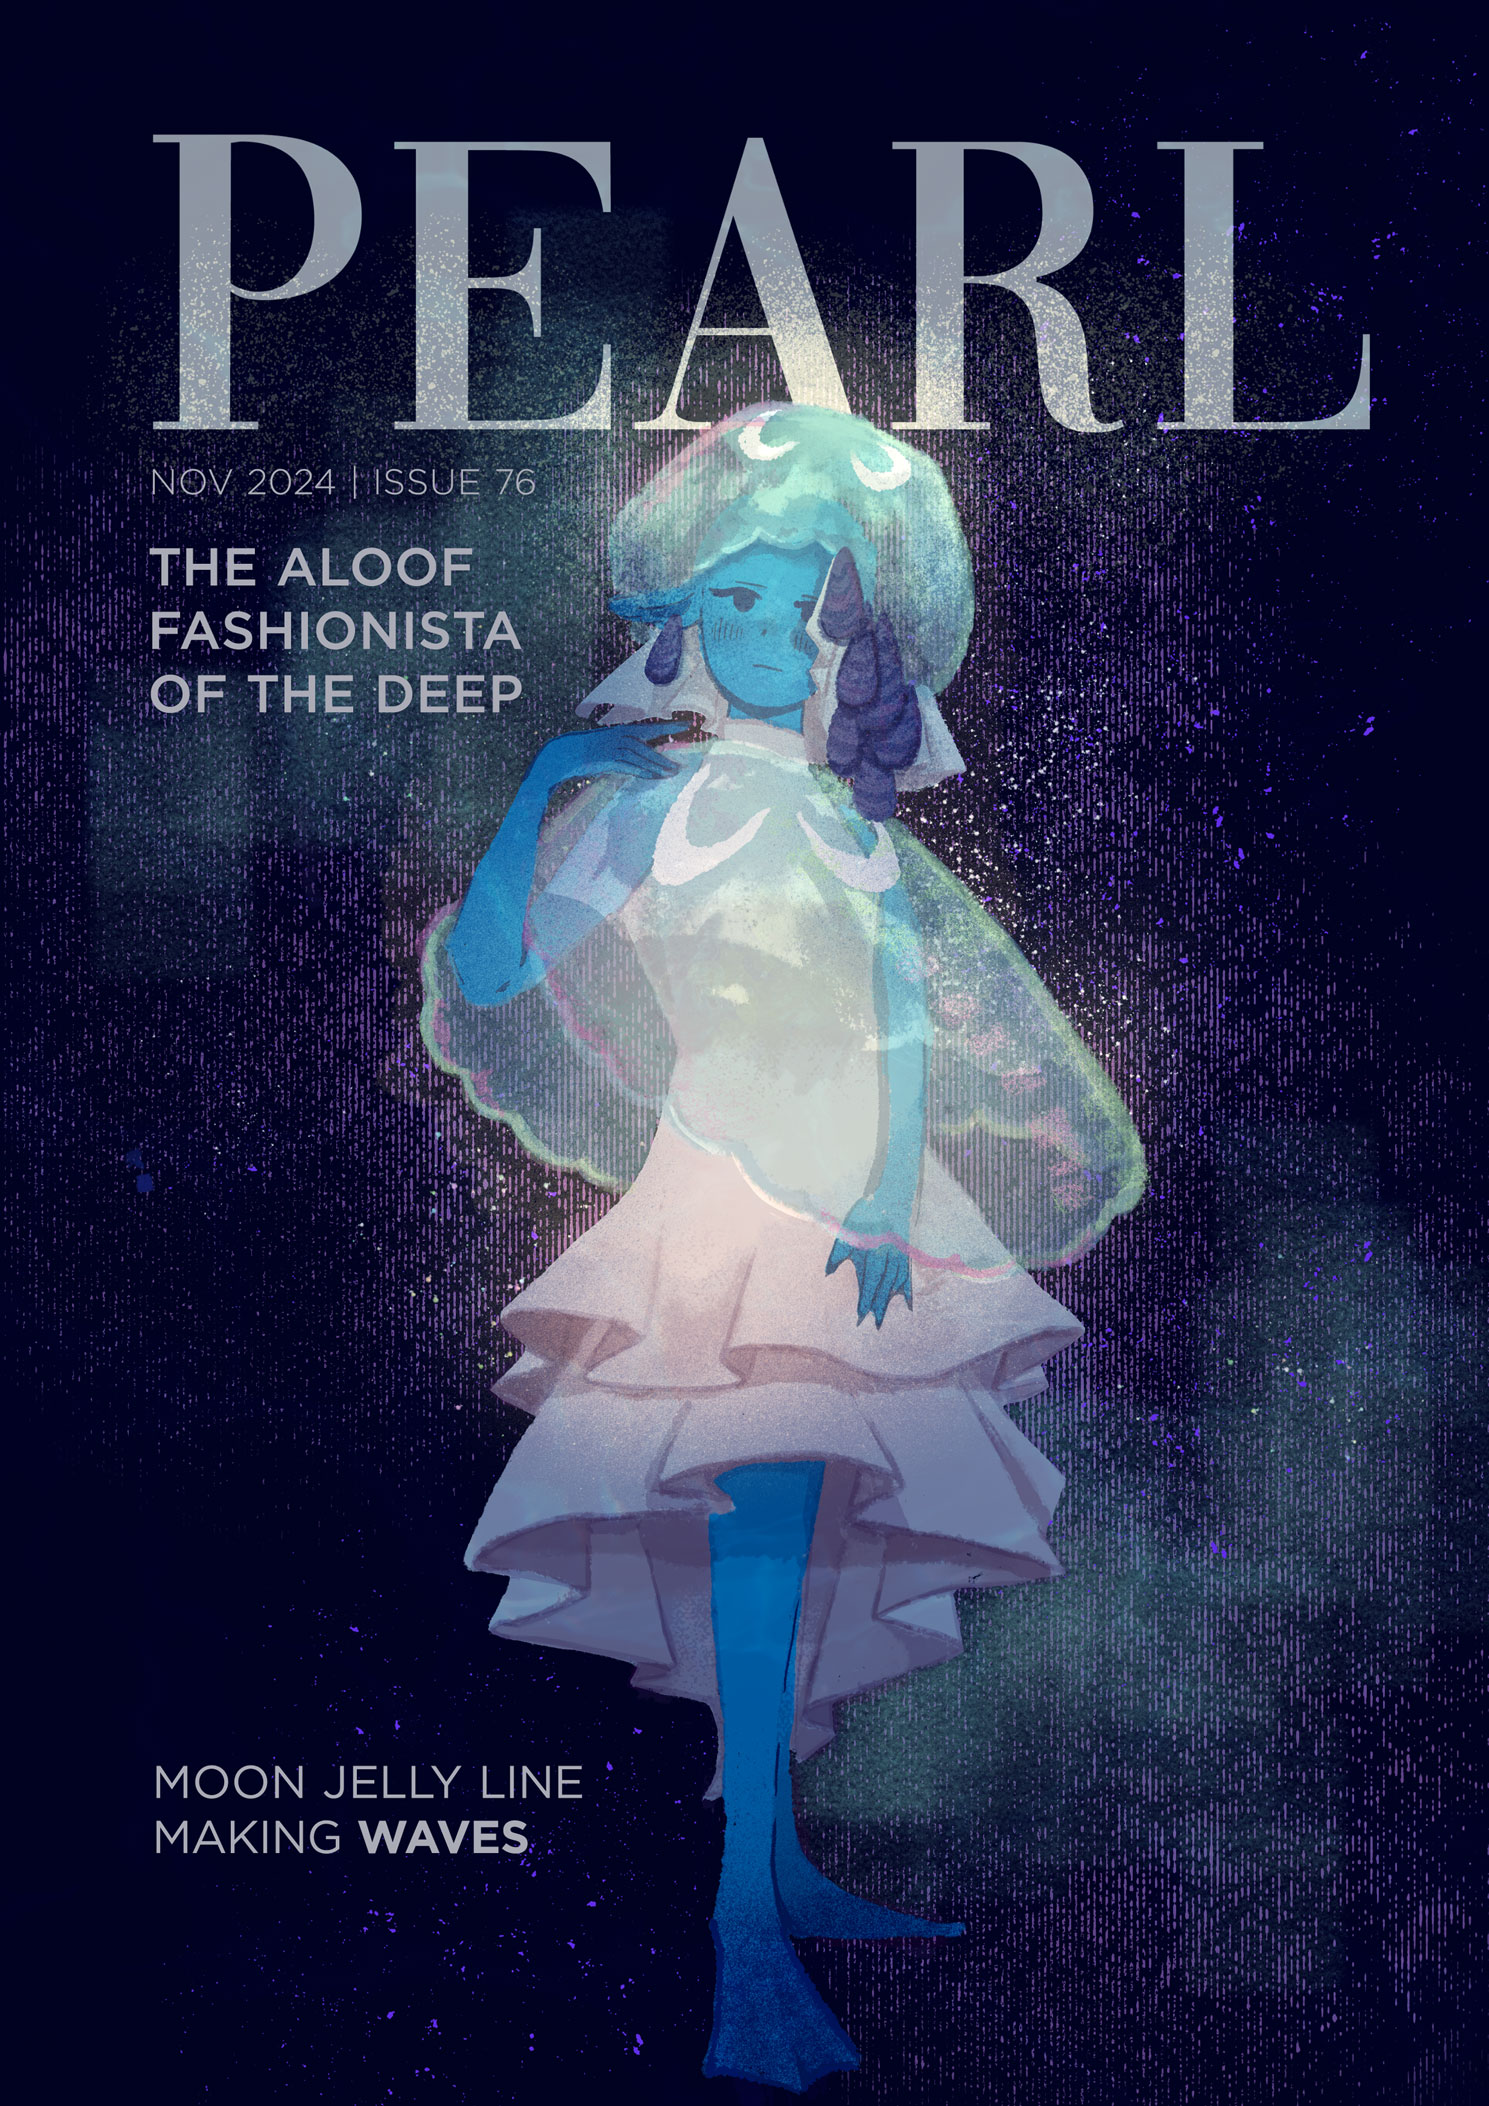 PEARL
NOV 2024 | ISSUE 76
THE ALOOF
FASHIONISTA
OF THE DEEP
MOON JELLY LINE
MAKING WAVES